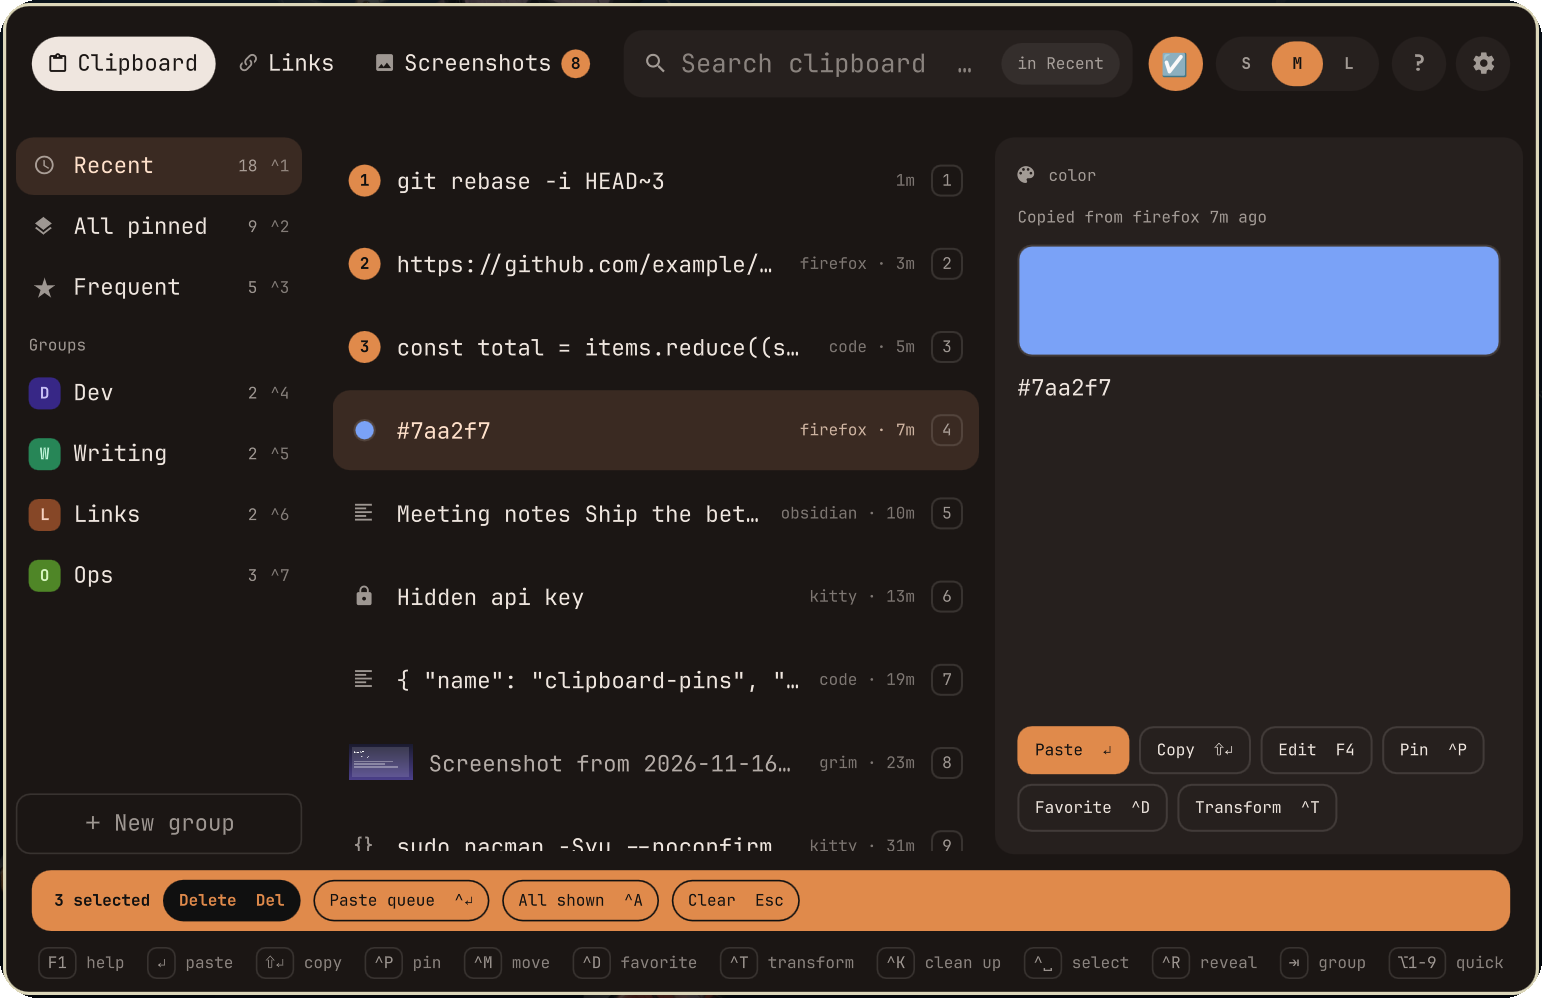 Clipboard Links Screenshots 8 Search clipboard … in Recent S M L ?
Recent 18 ^1
All pinned 9 ^2
Frequent 5 ^3
Groups
D Dev 2 ^4
W Writing 2 ^5
L Links 2 ^6
O Ops 3 ^7
+ New group
1 git rebase -i HEAD~3 1m 1
2 https://github.com/example/… firefox · 3m 2
3 const total = items.reduce((s… code · 5m 3
#7aa2f7 firefox · 7m 4
Meeting notes Ship the bet… obsidian · 10m 5
Hidden api key kitty · 13m 6
{ "name": "clipboard-pins", "… code · 19m 7
Screenshot from 2026-11-16… grim · 23m 8
{} sudo pacman -Syu --noconfirm kitty · 31m 9
color
Copied from firefox 7m ago
#7aa2f7
Paste ↲ Copy ⇧↲ Edit F4 Pin ^P
Favorite ^D Transform ^T
3 selected Delete Del Paste queue ^↲ All shown ^A Clear Esc
F1 help ↲ paste ⇧↲ copy ^P pin ^M move ^D favorite ^T transform ^K clean up ^␣ select ^R reveal ⇥ group ⌥1-9 quick